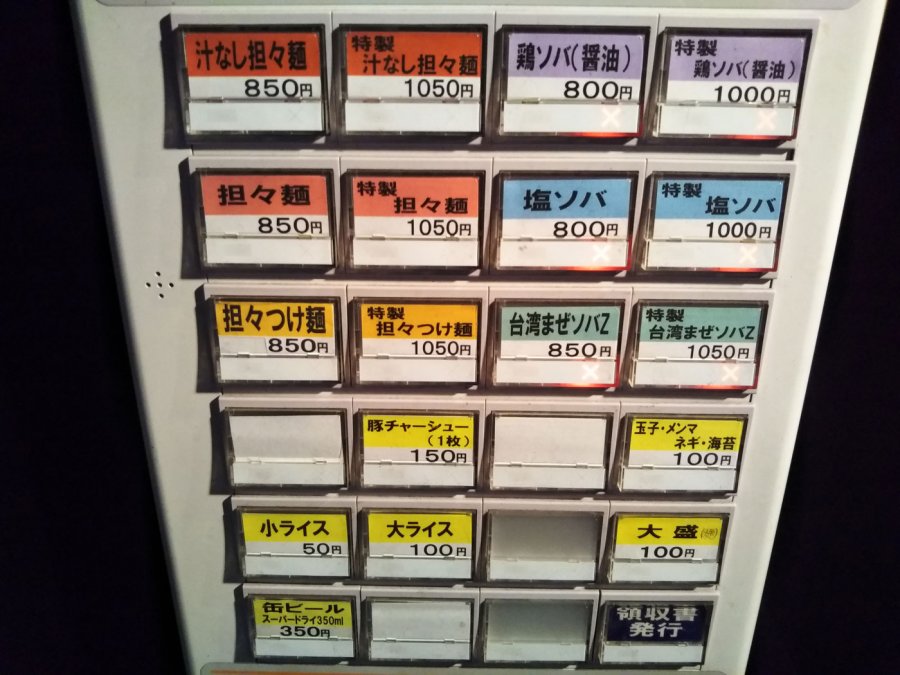 汁なし担々麺
850円
特製
汁なし担々麺
1050円
鶏ソバ(醤油)
800円
×
特製
鶏ソバ(醤油)
1000円
×
担々麺
850円
特製
担々麺
1050円
塩ソバ
800円
×
特製
塩ソバ
1000円
×
担々つけ麺
850円
特製
担々つけ麺
1050円
台湾まぜソバZ
850円
×
特製
台湾まぜソバZ
1050円
×
豚チャーシュー
(1枚)
150円
玉子・メンマ
ネギ・海苔
100円
小ライス
50円
大ライス
100円
大盛
100円
缶ビール
スーパードライ350ml
350円
領収書
発行